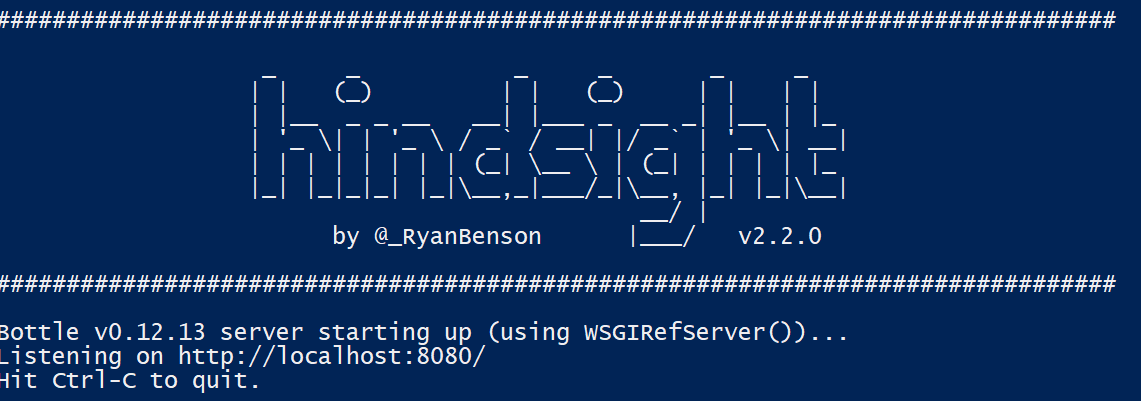 ################################################################################
hindsight
by @_RyanBenson v2.2.0
################################################################################
Bottle v0.12.13 server starting up (using WSGIRefServer())...
Listening on http://localhost:8080/
Hit Ctrl-C to quit.